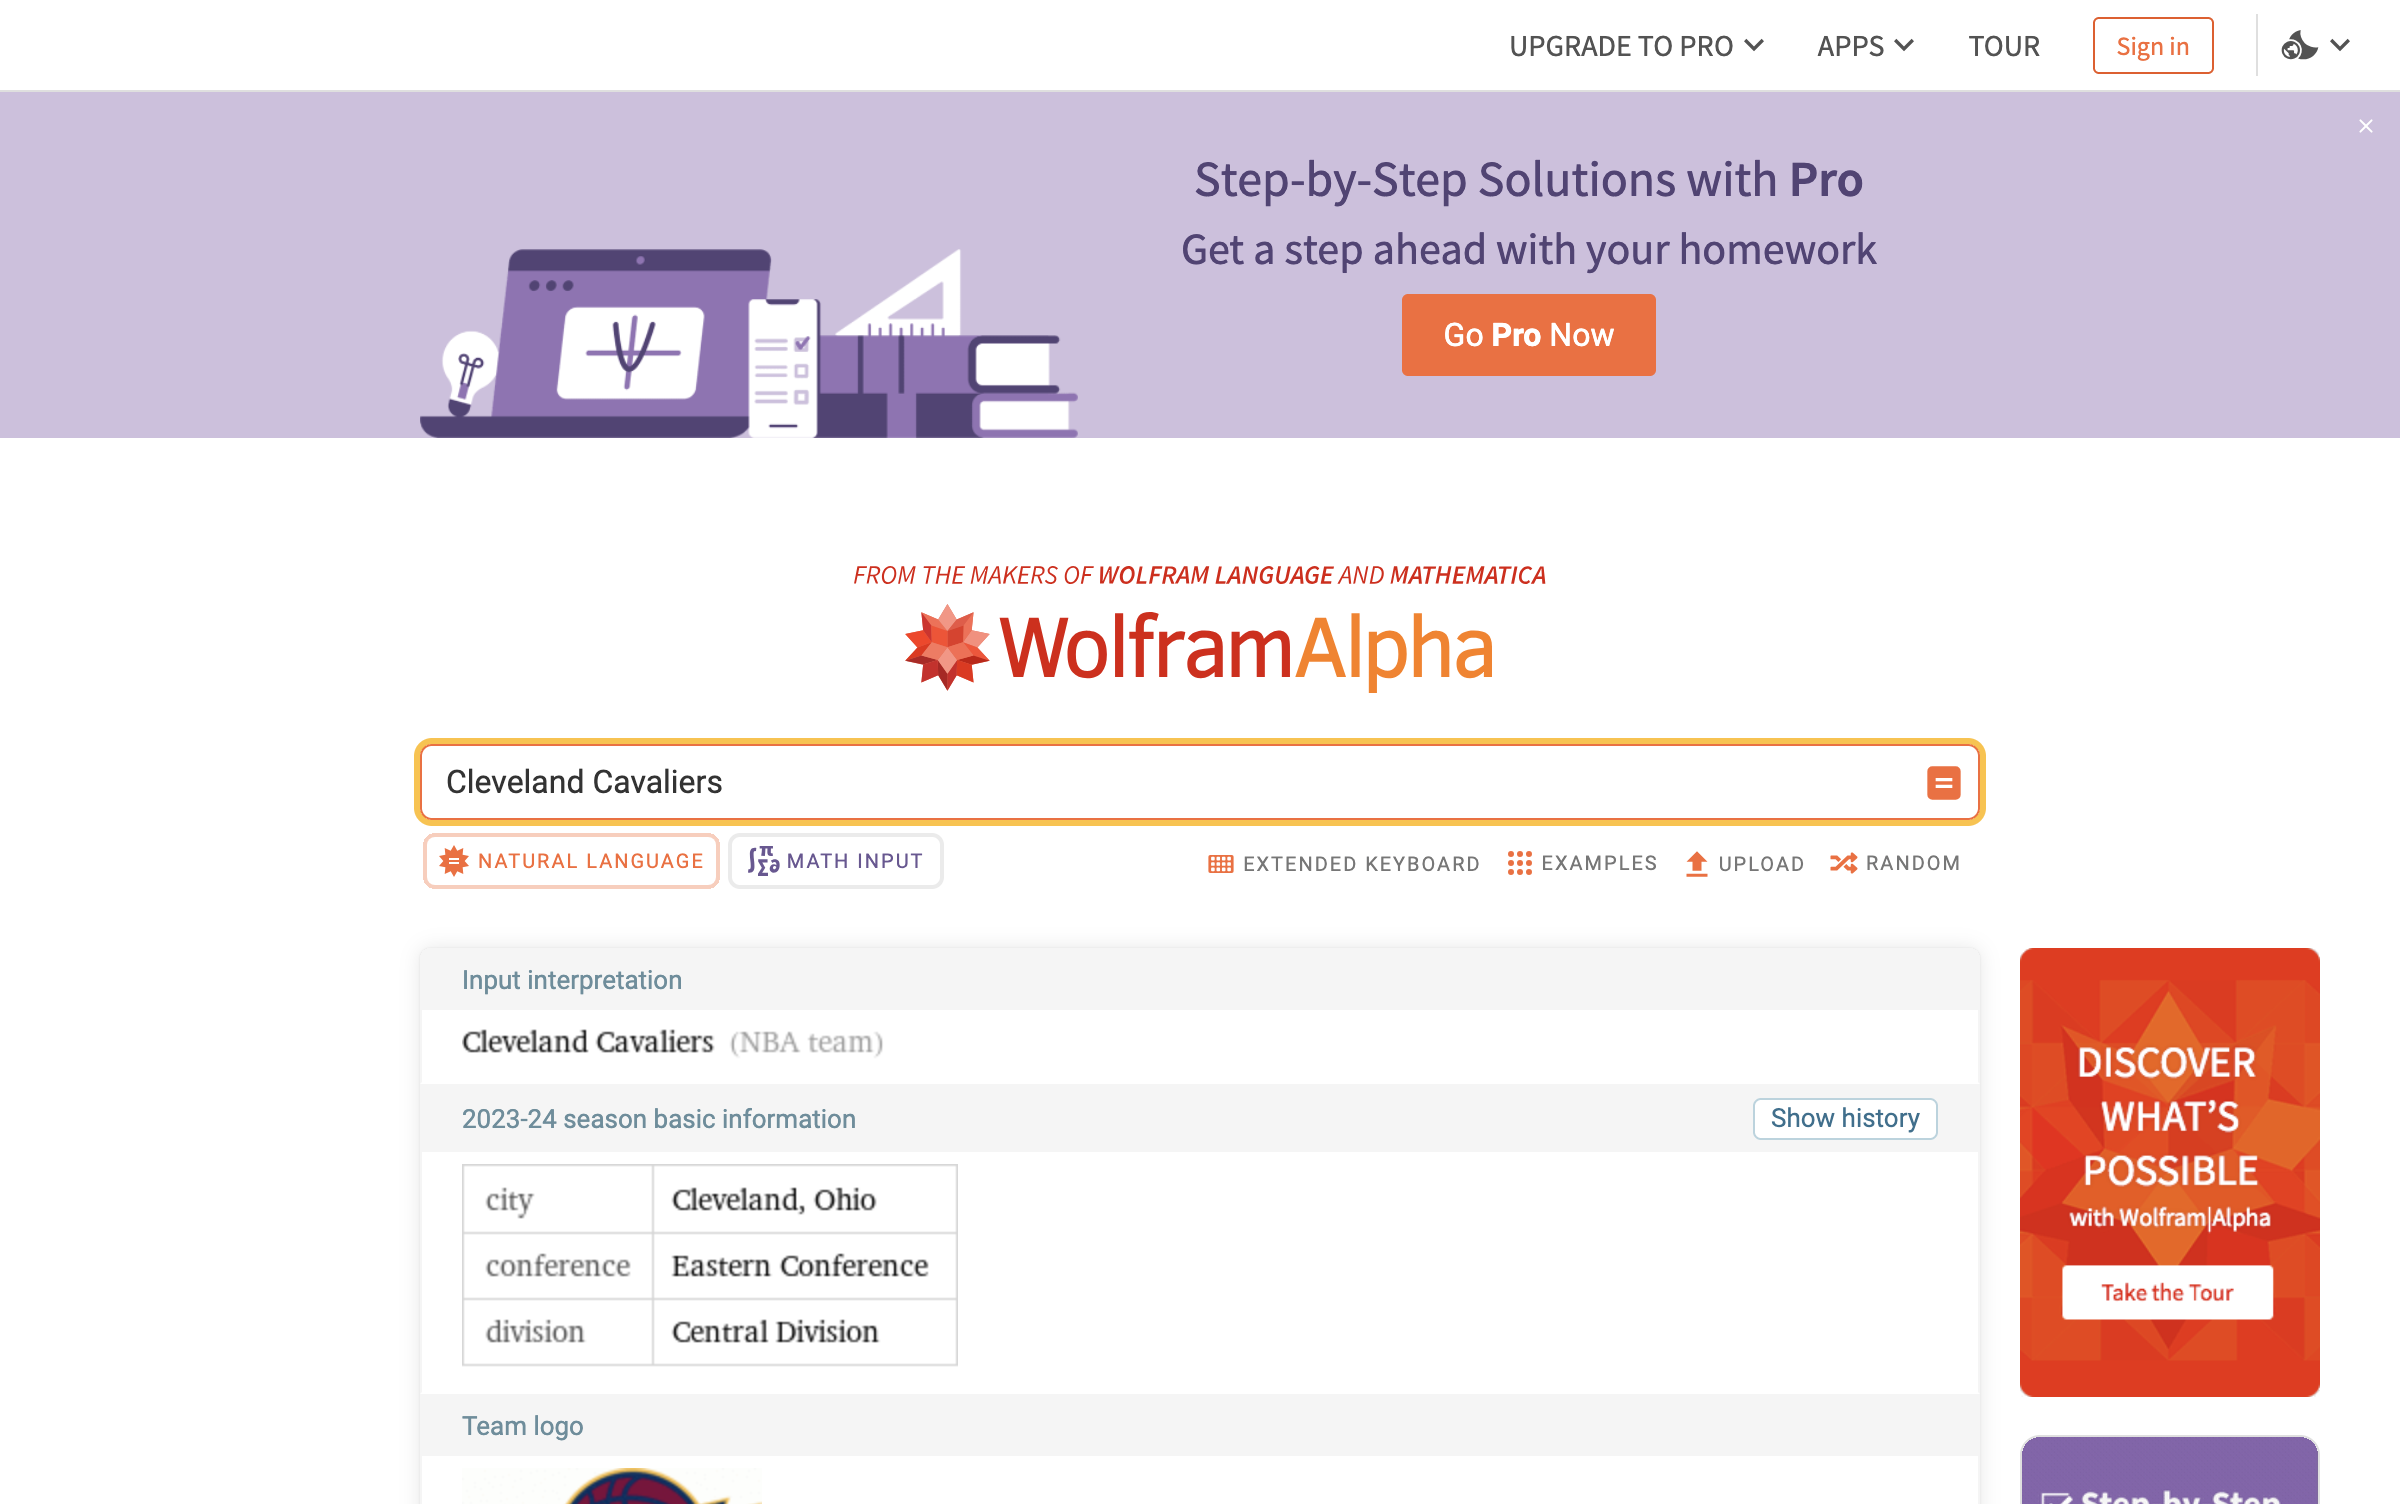 UPGRADE TO PRO
APPS
TOUR
Sign in
Step-by-Step Solutions with Pro
Get a step ahead with your homework
Go Pro Now
FROM THE MAKERS OF WOLFRAM LANGUAGE AND MATHEMATICA
WolframAlpha
Cleveland Cavaliers
=
NATURAL LANGUAGE
∫π∑∂ MATH INPUT
EXTENDED KEYBOARD
EXAMPLES
UPLOAD
RANDOM
Input interpretation
Cleveland Cavaliers (NBA team)
2023-24 season basic information
Show history
city Cleveland, Ohio
conference Eastern Conference
division Central Division
Team logo
DISCOVER
WHAT'S
POSSIBLE
with Wolfram|Alpha
Take the Tour
Step-by-Step